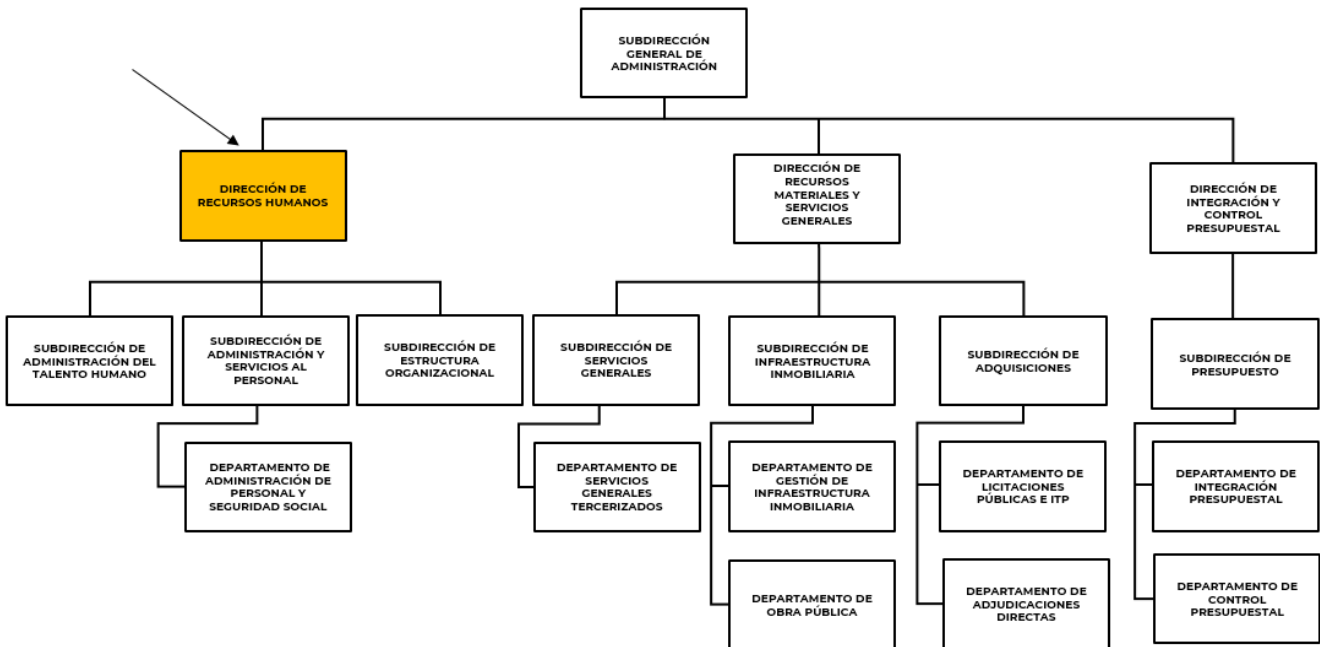 SUBDIRECCIÓN
GENERAL DE
ADMINISTRACIÓN
DIRECCIÓN DE
RECURSOS HUMANOS
DIRECCIÓN DE
RECURSOS
MATERIALES Y
SERVICIOS
GENERALES
DIRECCIÓN DE
INTEGRACIÓN Y
CONTROL
PRESUPUESTAL
SUBDIRECCIÓN DE
ADMINISTRACIÓN DEL
TALENTO HUMANO
SUBDIRECCIÓN DE
ADMINISTRACIÓN Y
SERVICIOS AL
PERSONAL
SUBDIRECCIÓN DE
ESTRUCTURA
ORGANIZACIONAL
SUBDIRECCIÓN DE
SERVICIOS
GENERALES
SUBDIRECCIÓN DE
INFRAESTRUCTURA
INMOBILIARIA
SUBDIRECCIÓN DE
ADQUISICIONES
SUBDIRECCIÓN DE
PRESUPUESTO
DEPARTAMENTO DE
ADMINISTRACIÓN DE
PERSONAL Y
SEGURIDAD SOCIAL
DEPARTAMENTO DE
SERVICIOS
GENERALES
TERCERIZADOS
DEPARTAMENTO DE
GESTIÓN DE
INFRAESTRUCTURA
INMOBILIARIA
DEPARTAMENTO DE
LICITACIONES
PÚBLICAS E ITP
DEPARTAMENTO DE
INTEGRACIÓN
PRESUPUESTAL
DEPARTAMENTO DE
OBRA PÚBLICA
DEPARTAMENTO DE
ADJUDICACIONES
DIRECTAS
DEPARTAMENTO DE
CONTROL
PRESUPUESTAL